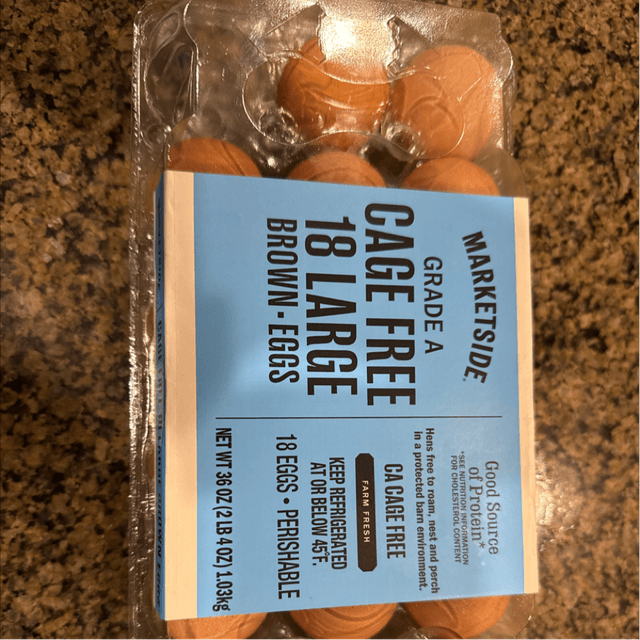 MARKETSIDE.
GRADE A
CAGE FREE
18 LARGE
BROWN - EGGS
Good Source
of Protein*
*SEE NUTRITION INFORMATION
FOR CHOLESTEROL CONTENT
Hens free to roam, nest and perch
in a protected barn environment.
CA CAGE FREE
FARM FRESH
KEEP REFRIGERATED
AT OR BELOW 45°F.
18 EGGS • PERISHABLE
NET WT 36 OZ (2 LB 4 OZ) 1.03kg